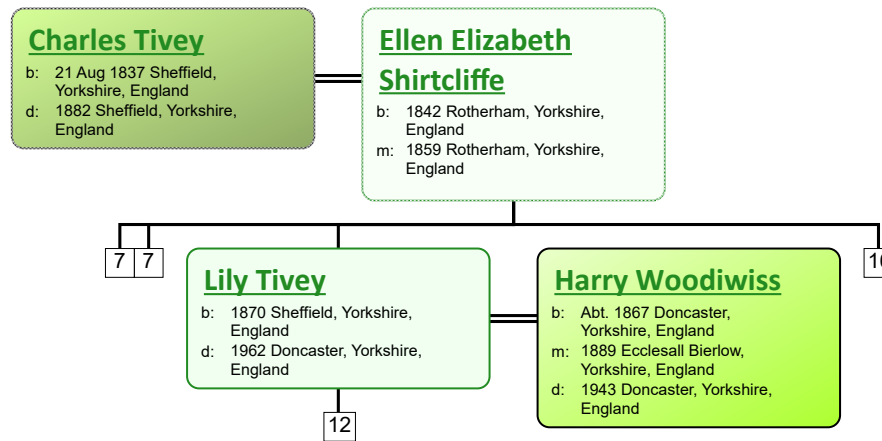 Charles Tivey
b: 21 Aug 1837 Sheffield,
Yorkshire, England
d: 1882 Sheffield, Yorkshire,
England
Ellen Elizabeth
Shirtcliffe
b: 1842 Rotherham, Yorkshire,
England
m: 1859 Rotherham, Yorkshire,
England
7 7
Lily Tivey
b: 1870 Sheffield, Yorkshire,
England
d: 1962 Doncaster, Yorkshire,
England
Harry Woodiwiss
b: Abt. 1867 Doncaster,
Yorkshire, England
m: 1889 Ecclesall Bierlow,
Yorkshire, England
d: 1943 Doncaster, Yorkshire,
England
12